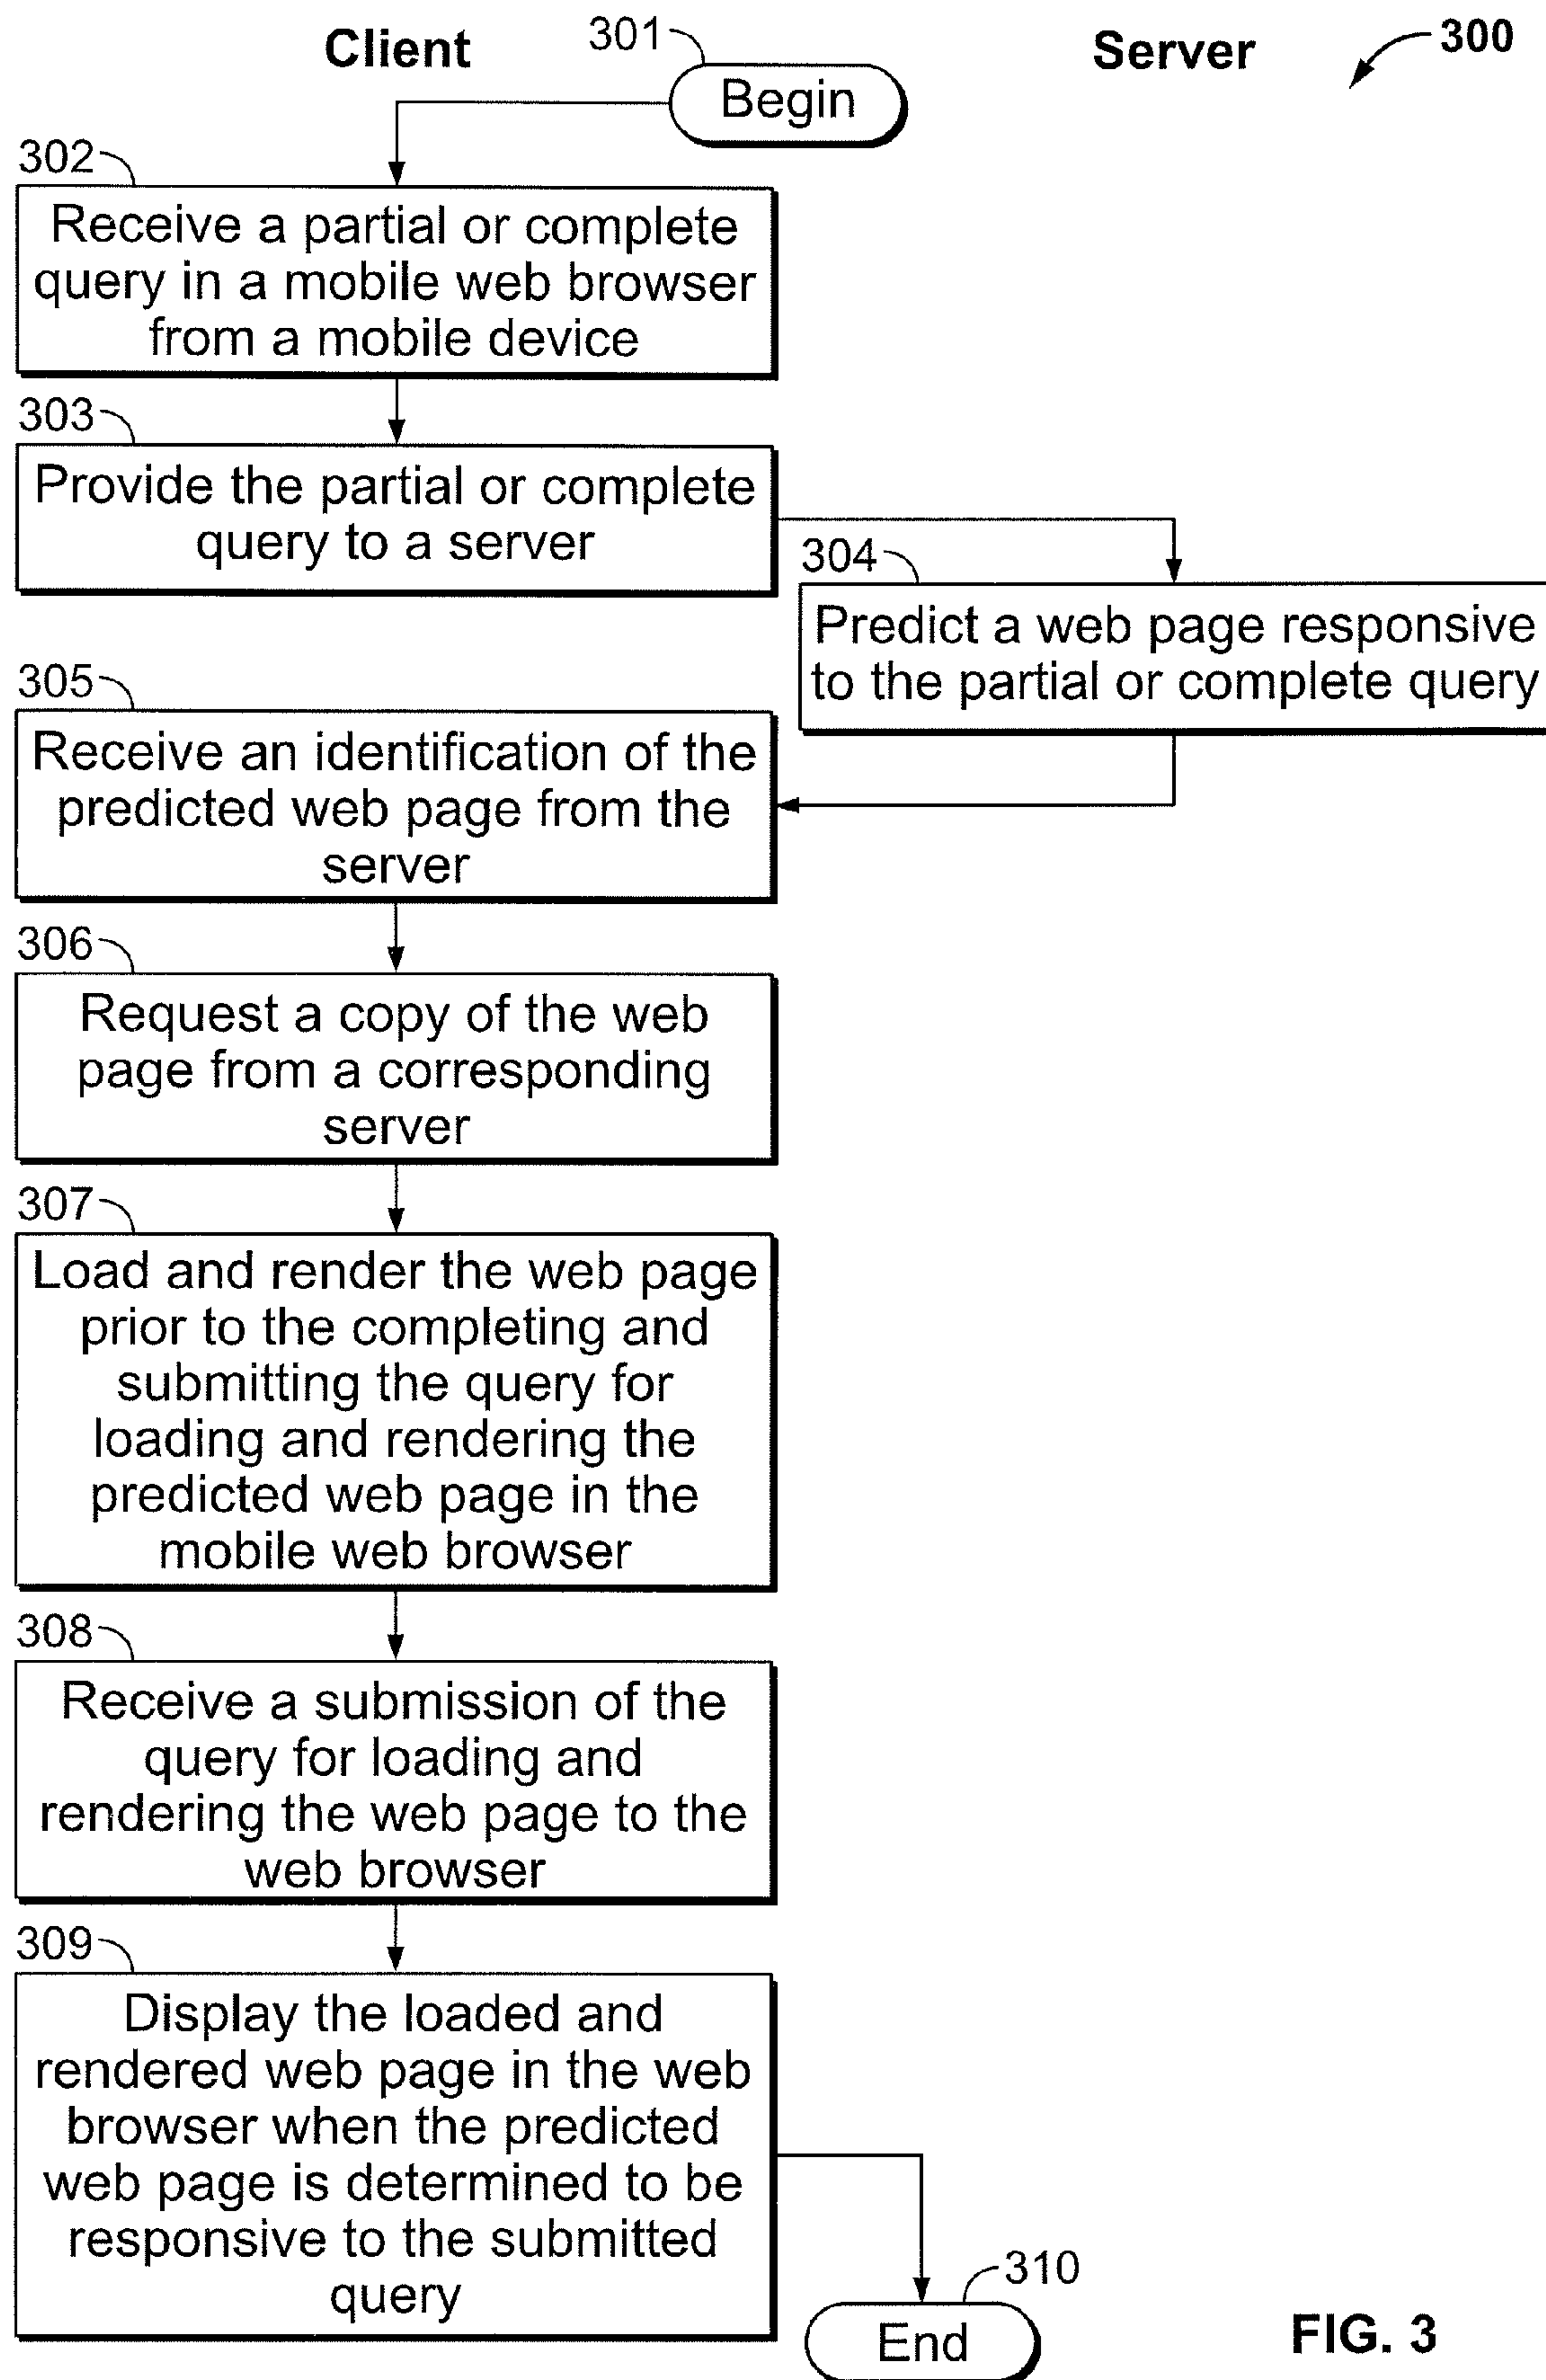 Client
301
Server
300
Begin
302
Receive a partial or complete
query in a mobile web browser
from a mobile device
303
Provide the partial or complete
query to a server
304
Predict a web page responsive
to the partial or complete query
305
Receive an identification of the
predicted web page from the
server
306
Request a copy of the web
page from a corresponding
server
307
Load and render the web page
prior to the completing and
submitting the query for
loading and rendering the
predicted web page in the
mobile web browser
308
Receive a submission of the
query for loading and
rendering the web page to the
web browser
309
Display the loaded and
rendered web page in the web
browser when the predicted
web page is determined to be
responsive to the submitted
query
310
End
FIG. 3